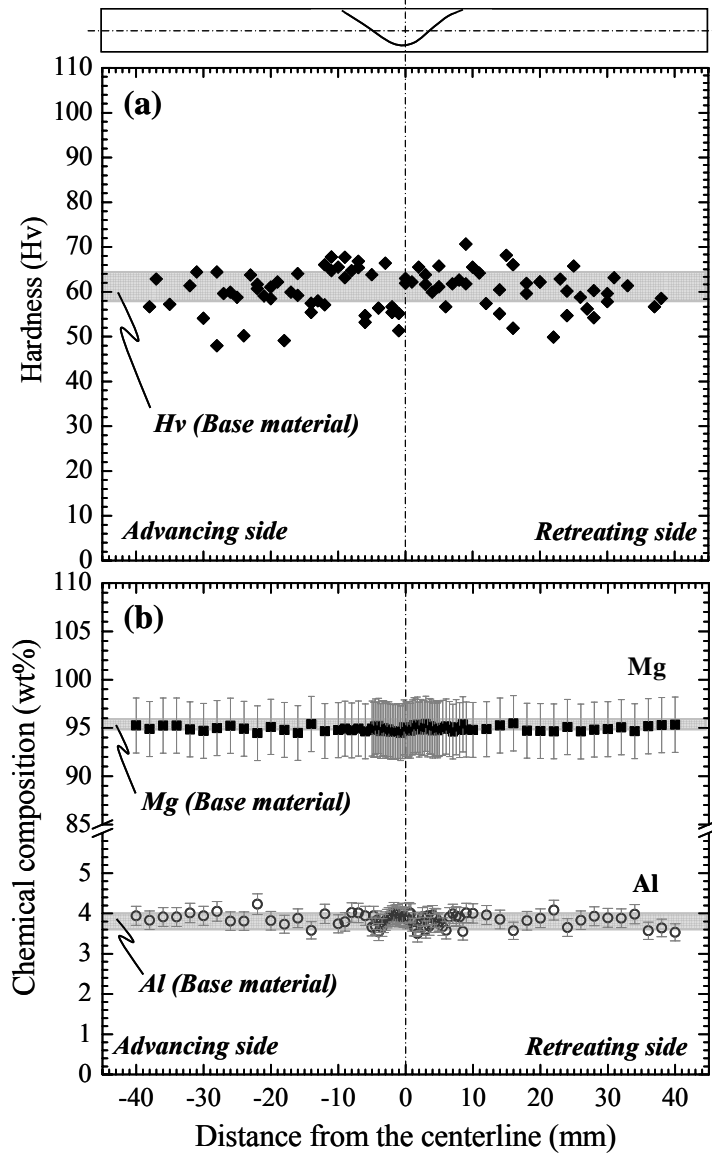 110
(a)
100
90
80
70
60
50
40
30
20
10
0
Hardness (Hv)
Hv (Base material)
Advancing side
Retreating side
110
(b)
105
Mg
100
95
90
Mg (Base material)
85
Al
5
4
3
Al (Base material)
2
1
0
Chemical composition (wt%)
Advancing side
Retreating side
-40 -30 -20 -10 0 10 20 30 40
Distance from the centerline (mm)